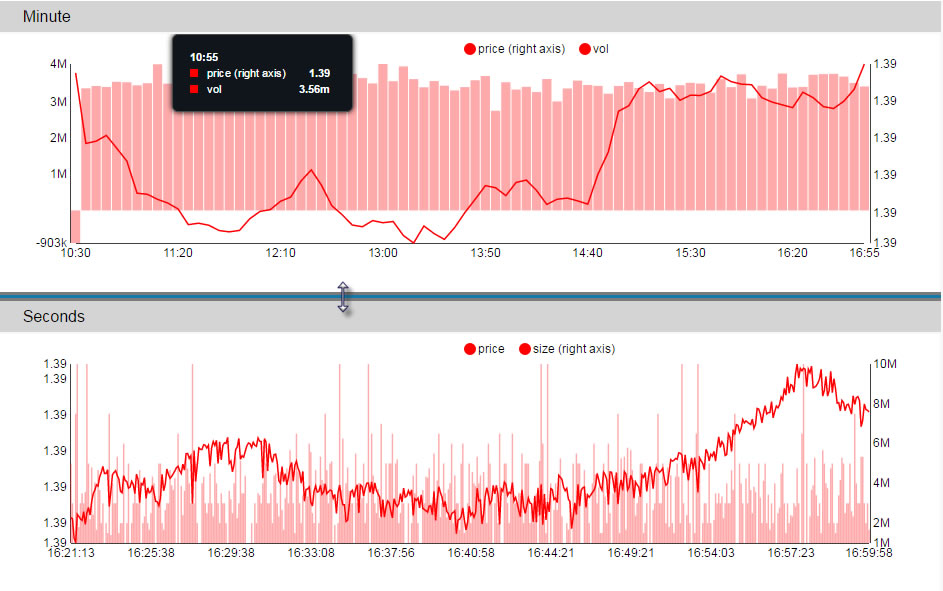 Minute
price (right axis) vol
10:55
price (right axis) 1.39
vol 3.56m
4M 1.39
3M 1.39
2M 1.39
1M 1.39
1.39
-903k 1.39
10:30 11:20 12:10 13:00 13:50 14:40 15:30 16:20 16:55
Seconds
price size (right axis)
1.39 10M
1.39
1.39 8M
1.39 6M
1.39 4M
1.39 2M
1.39 1M
16:21:13 16:25:38 16:29:38 16:33:08 16:37:56 16:40:58 16:44:21 16:49:21 16:54:03 16:57:23 16:59:58